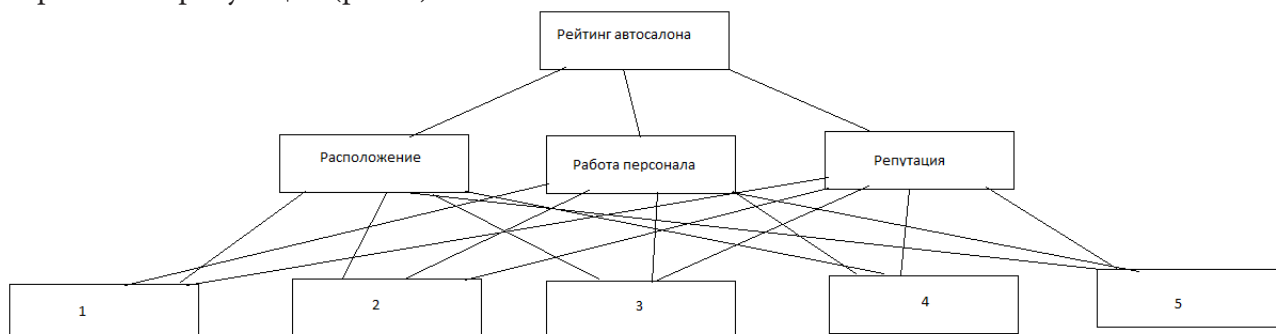 Рейтинг автосалона
Расположение
Работа персонала
Репутация
1
2
3
4
5